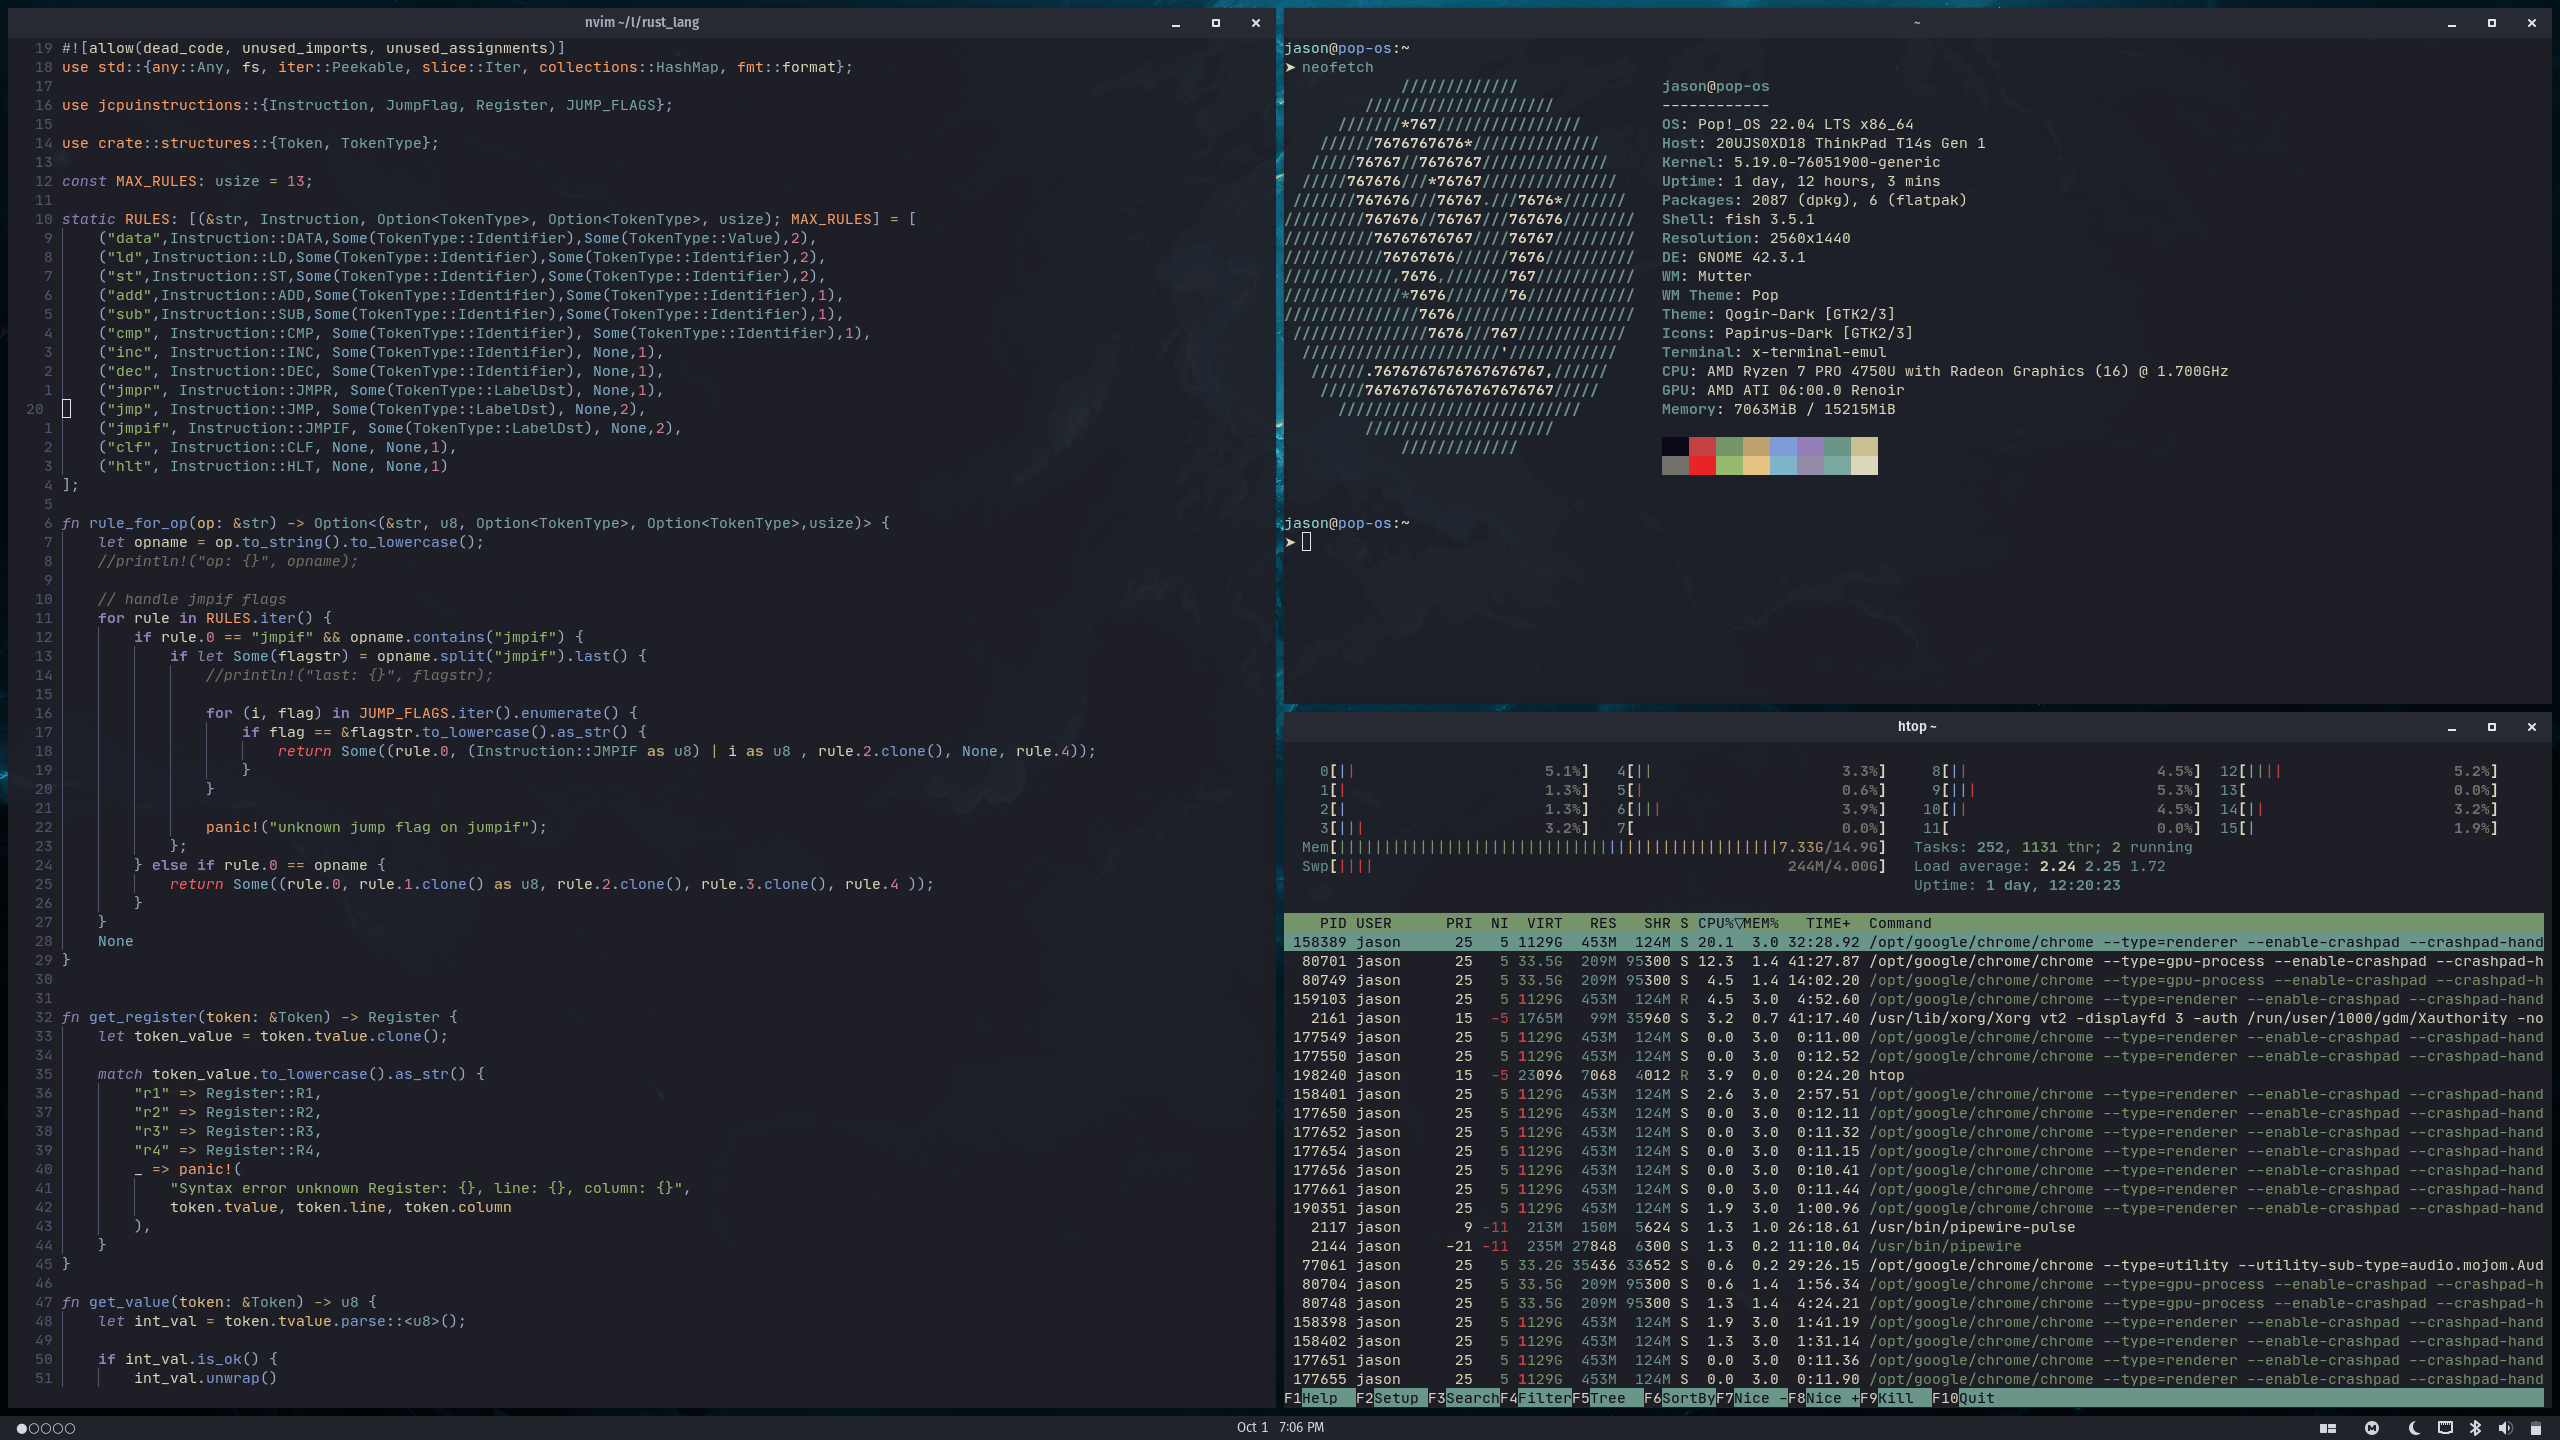 nvim ~/l/rust_lang
19 #![allow(dead_code, unused_imports, unused_assignments)]
18 use std::{any::Any, fs, iter::Peekable, slice::Iter, collections::HashMap, fmt::format};
17
16 use jcpuinstructions::{Instruction, JumpFlag, Register, JUMP_FLAGS};
15
14 use crate::structures::{Token, TokenType};
13
12 const MAX_RULES: usize = 13;
11
10 static RULES: [(&str, Instruction, Option<TokenType>, Option<TokenType>, usize); MAX_RULES] = [
9     ("data",Instruction::DATA,Some(TokenType::Identifier),Some(TokenType::Value),2),
8     ("ld",Instruction::LD,Some(TokenType::Identifier),Some(TokenType::Identifier),2),
7     ("st",Instruction::ST,Some(TokenType::Identifier),Some(TokenType::Identifier),2),
6     ("add",Instruction::ADD,Some(TokenType::Identifier),Some(TokenType::Identifier),1),
5     ("sub",Instruction::SUB,Some(TokenType::Identifier),Some(TokenType::Identifier),1),
4     ("cmp", Instruction::CMP, Some(TokenType::Identifier), Some(TokenType::Identifier),1),
3     ("inc", Instruction::INC, Some(TokenType::Identifier), None,1),
2     ("dec", Instruction::DEC, Some(TokenType::Identifier), None,1),
1     ("jmpr", Instruction::JMPR, Some(TokenType::LabelDst), None,1),
20     ("jmp", Instruction::JMP, Some(TokenType::LabelDst), None,2),
1     ("jmpif", Instruction::JMPIF, Some(TokenType::LabelDst), None,2),
2     ("clf", Instruction::CLF, None, None,1),
3     ("hlt", Instruction::HLT, None, None,1)
4 ];
5
6 fn rule_for_op(op: &str) -> Option<(&str, u8, Option<TokenType>, Option<TokenType>,usize)> {
7     let opname = op.to_string().to_lowercase();
8     //println!("op: {}", opname);
9
10     // handle jmpif flags
11     for rule in RULES.iter() {
12         if rule.0 == "jmpif" && opname.contains("jmpif") {
13             if let Some(flagstr) = opname.split("jmpif").last() {
14                 //println!("last: {}", flagstr);
15
16                 for (i, flag) in JUMP_FLAGS.iter().enumerate() {
17                     if flag == &flagstr.to_lowercase().as_str() {
18                         return Some((rule.0, (Instruction::JMPIF as u8) | i as u8 , rule.2.clone(), None, rule.4));
19                     }
20                 }
21
22                 panic!("unknown jump flag on jumpif");
23             };
24         } else if rule.0 == opname {
25             return Some((rule.0, rule.1.clone() as u8, rule.2.clone(), rule.3.clone(), rule.4 ));
26         }
27     }
28     None
29 }
30
31
32 fn get_register(token: &Token) -> Register {
33     let token_value = token.tvalue.clone();
34
35     match token_value.to_lowercase().as_str() {
36         "r1" => Register::R1,
37         "r2" => Register::R2,
38         "r3" => Register::R3,
39         "r4" => Register::R4,
40         _ => panic!(
41             "Syntax error unknown Register: {}, line: {}, column: {}",
42             token.tvalue, token.line, token.column
43         ),
44     }
45 }
46
47 fn get_value(token: &Token) -> u8 {
48     let int_val = token.tvalue.parse::<u8>();
49
50     if int_val.is_ok() {
51         int_val.unwrap()
~
jason@pop-os:~
➤ neofetch
/////////////
/////////////////////
///////*767////////////////
//////7676767676*//////////////
/////76767//7676767//////////////
/////767676///*76767///////////////
///////767676///76767.///7676*///////
/////////767676//76767///767676////////
//////////76767676767////76767/////////
///////////76767676//////7676//////////
////////////,7676,///////767///////////
/////////////*7676///////76////////////
///////////////7676////////////////////
///////////////7676///767////////////
//////////////////////'////////////
//////.7676767676767676767,//////
/////767676767676767676767/////
///////////////////////////
/////////////////////
/////////////
jason@pop-os
------------
OS: Pop!_OS 22.04 LTS x86_64
Host: 20UJS0XD18 ThinkPad T14s Gen 1
Kernel: 5.19.0-76051900-generic
Uptime: 1 day, 12 hours, 3 mins
Packages: 2087 (dpkg), 6 (flatpak)
Shell: fish 3.5.1
Resolution: 2560x1440
DE: GNOME 42.3.1
WM: Mutter
WM Theme: Pop
Theme: Qogir-Dark [GTK2/3]
Icons: Papirus-Dark [GTK2/3]
Terminal: x-terminal-emul
CPU: AMD Ryzen 7 PRO 4750U with Radeon Graphics (16) @ 1.700GHz
GPU: AMD ATI 06:00.0 Renoir
Memory: 7063MiB / 15215MiB
jason@pop-os:~
➤
htop ~
0[|| 5.1%] 4[|| 3.3%] 8[|| 4.5%] 12[|||| 5.2%]
1[| 1.3%] 5[| 0.6%] 9[||| 5.3%] 13[ 0.0%]
2[| 1.3%] 6[||| 3.9%] 10[|| 4.5%] 14[|| 3.2%]
3[||| 3.2%] 7[ 0.0%] 11[ 0.0%] 15[| 1.9%]
Mem[|||||||||||||||||||||||||||||||||||||||||||||||||7.33G/14.9G] Tasks: 252, 1131 thr; 2 running
Swp[|||| 244M/4.00G] Load average: 2.24 2.25 1.72
Uptime: 1 day, 12:20:23
PID USER PRI NI VIRT RES SHR S CPU%▽MEM% TIME+ Command
158389 jason 25 5 1129G 453M 124M S 20.1 3.0 32:28.92 /opt/google/chrome/chrome --type=renderer --enable-crashpad --crashpad-hand
80701 jason 25 5 33.5G 209M 95300 S 12.3 1.4 41:27.87 /opt/google/chrome/chrome --type=gpu-process --enable-crashpad --crashpad-h
80749 jason 25 5 33.5G 209M 95300 S 4.5 1.4 14:02.20 /opt/google/chrome/chrome --type=gpu-process --enable-crashpad --crashpad-h
159103 jason 25 5 1129G 453M 124M R 4.5 3.0 4:52.60 /opt/google/chrome/chrome --type=renderer --enable-crashpad --crashpad-hand
2161 jason 15 -5 1765M 99M 35960 S 3.2 0.7 41:17.40 /usr/lib/xorg/Xorg vt2 -displayfd 3 -auth /run/user/1000/gdm/Xauthority -no
177549 jason 25 5 1129G 453M 124M S 0.0 3.0 0:11.00 /opt/google/chrome/chrome --type=renderer --enable-crashpad --crashpad-hand
177550 jason 25 5 1129G 453M 124M S 0.0 3.0 0:12.52 /opt/google/chrome/chrome --type=renderer --enable-crashpad --crashpad-hand
198240 jason 15 -5 23096 7068 4012 R 3.9 0.0 0:24.20 htop
158401 jason 25 5 1129G 453M 124M S 2.6 3.0 2:57.51 /opt/google/chrome/chrome --type=renderer --enable-crashpad --crashpad-hand
177650 jason 25 5 1129G 453M 124M S 0.0 3.0 0:12.11 /opt/google/chrome/chrome --type=renderer --enable-crashpad --crashpad-hand
177652 jason 25 5 1129G 453M 124M S 0.0 3.0 0:11.32 /opt/google/chrome/chrome --type=renderer --enable-crashpad --crashpad-hand
177654 jason 25 5 1129G 453M 124M S 0.0 3.0 0:11.15 /opt/google/chrome/chrome --type=renderer --enable-crashpad --crashpad-hand
177656 jason 25 5 1129G 453M 124M S 0.0 3.0 0:10.41 /opt/google/chrome/chrome --type=renderer --enable-crashpad --crashpad-hand
177661 jason 25 5 1129G 453M 124M S 0.0 3.0 0:11.44 /opt/google/chrome/chrome --type=renderer --enable-crashpad --crashpad-hand
190351 jason 25 5 1129G 453M 124M S 1.9 3.0 1:00.96 /opt/google/chrome/chrome --type=renderer --enable-crashpad --crashpad-hand
2117 jason 9 -11 213M 150M 5624 S 1.3 1.0 26:18.61 /usr/bin/pipewire-pulse
2144 jason -21 -11 235M 27848 6300 S 1.3 0.2 11:10.04 /usr/bin/pipewire
77061 jason 25 5 33.2G 35436 33652 S 0.6 0.2 29:26.15 /opt/google/chrome/chrome --type=utility --utility-sub-type=audio.mojom.Aud
80704 jason 25 5 33.5G 209M 95300 S 0.6 1.4 1:56.34 /opt/google/chrome/chrome --type=gpu-process --enable-crashpad --crashpad-h
80748 jason 25 5 33.5G 209M 95300 S 1.3 1.4 4:24.21 /opt/google/chrome/chrome --type=gpu-process --enable-crashpad --crashpad-h
158398 jason 25 5 1129G 453M 124M S 1.9 3.0 1:41.19 /opt/google/chrome/chrome --type=renderer --enable-crashpad --crashpad-hand
158402 jason 25 5 1129G 453M 124M S 1.3 3.0 1:31.14 /opt/google/chrome/chrome --type=renderer --enable-crashpad --crashpad-hand
177651 jason 25 5 1129G 453M 124M S 0.0 3.0 0:11.36 /opt/google/chrome/chrome --type=renderer --enable-crashpad --crashpad-hand
177655 jason 25 5 1129G 453M 124M S 0.0 3.0 0:11.90 /opt/google/chrome/chrome --type=renderer --enable-crashpad --crashpad-hand
F1Help F2Setup F3SearchF4FilterF5Tree F6SortByF7Nice -F8Nice +F9Kill F10Quit
Oct 1 7:06 PM